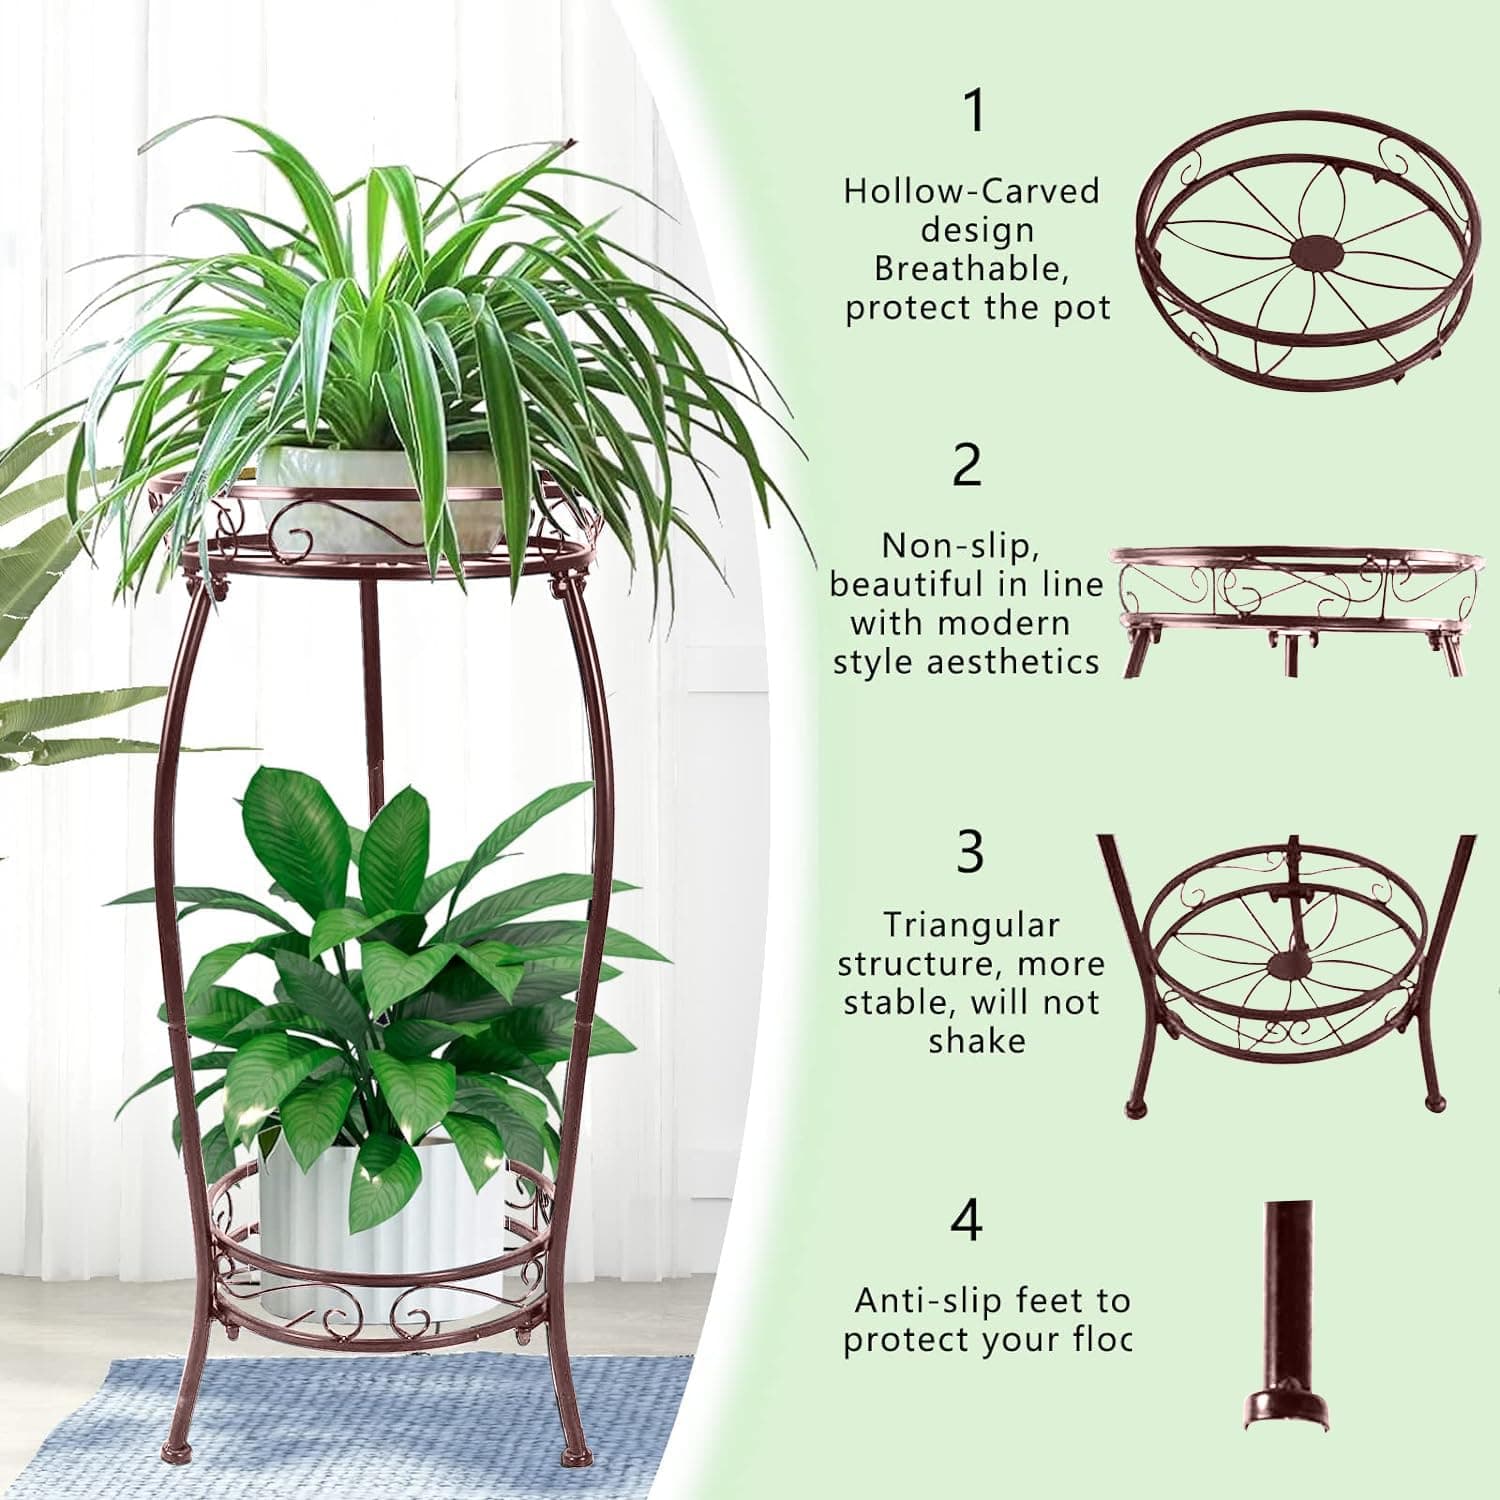 1
Hollow-Carved
design
Breathable,
protect the pot
2
Non-slip,
beautiful in line
with modern
style aesthetics
3
Triangular
structure, more
stable, will not
shake
4
Anti-slip feet to
protect your floc